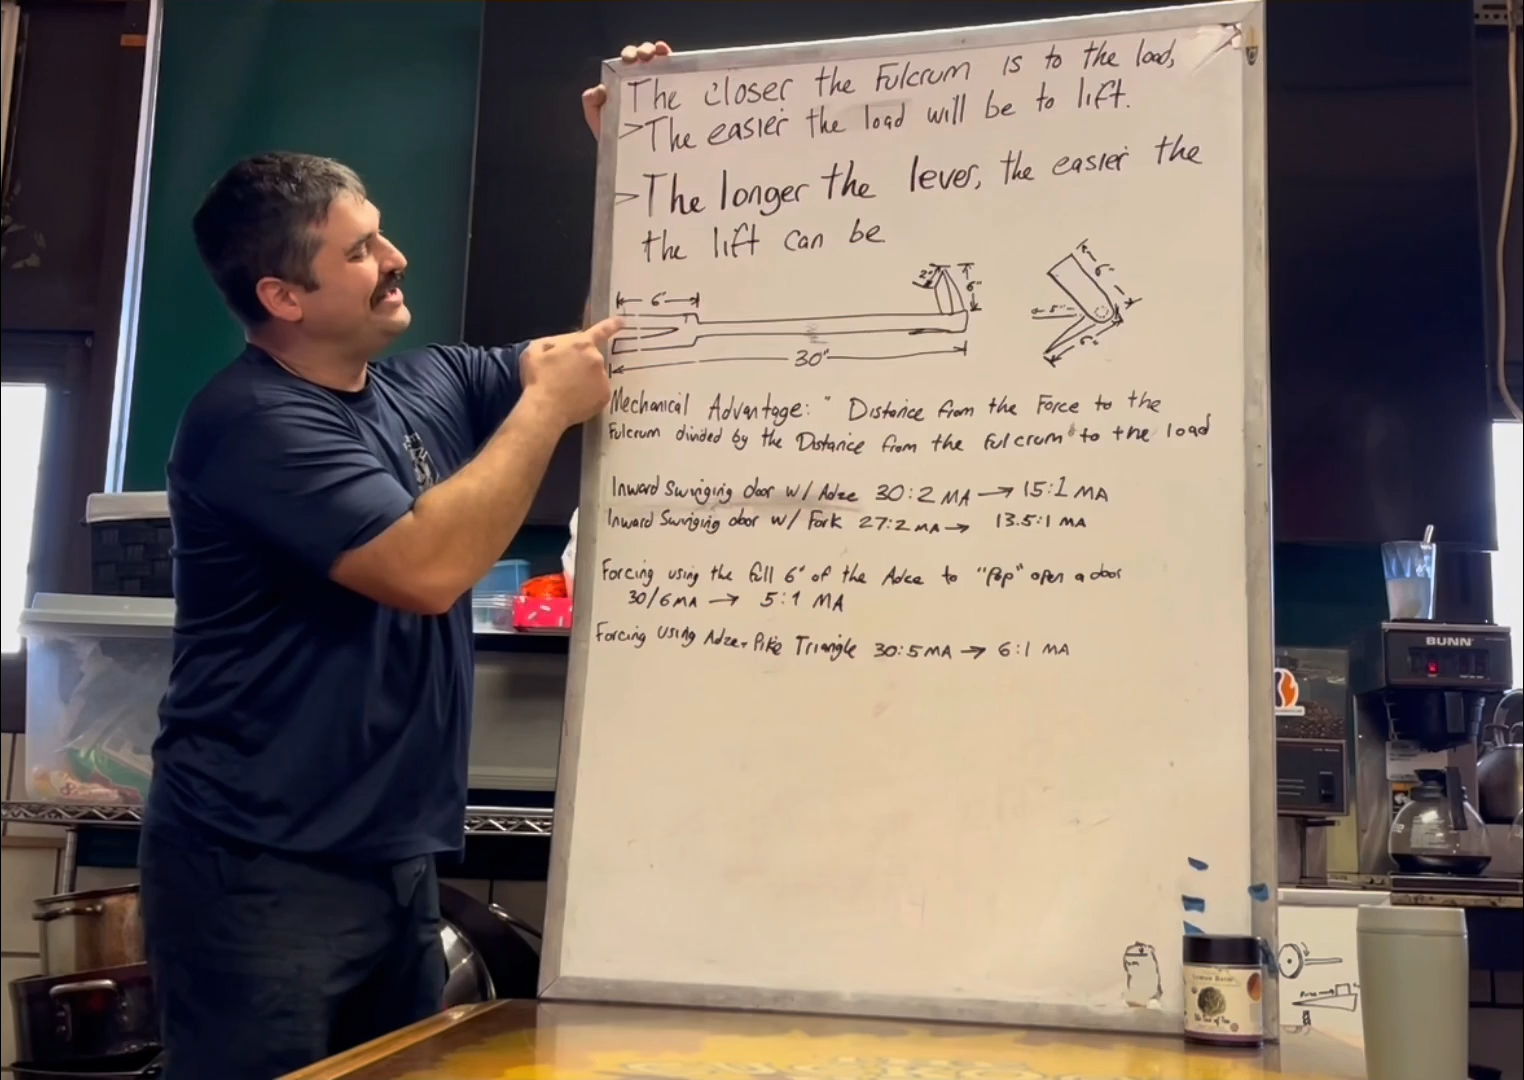 The closer the Fulcrum is to the load,
>The easier the load will be to lift.
>The longer the lever, the easier the
the lift can be
2"
6"
6"
6"
5"
6"
30"
Mechanical Advantage: " Distance from the Force to the
Fulcrum divided by the Distance from the Fulcrum" to the load
Inward Swinging door w/ Adze 30:2 MA → 15:1 MA
Inward Swinging door w/ Fork 27:2 MA → 13.5:1 MA
Forcing using the full 6" of the Adze to "Pop" open a door
30/6 MA → 5:1 MA
Forcing using Adze-Pike Triangle 30:5 MA → 6:1 MA
BUNN